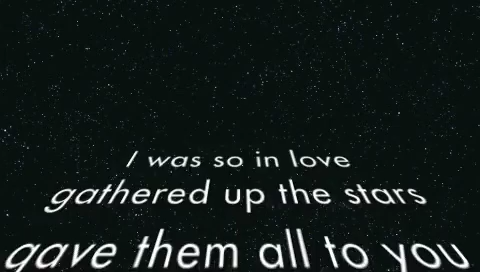 I was so in love
gathered up the stars
gave them all to you